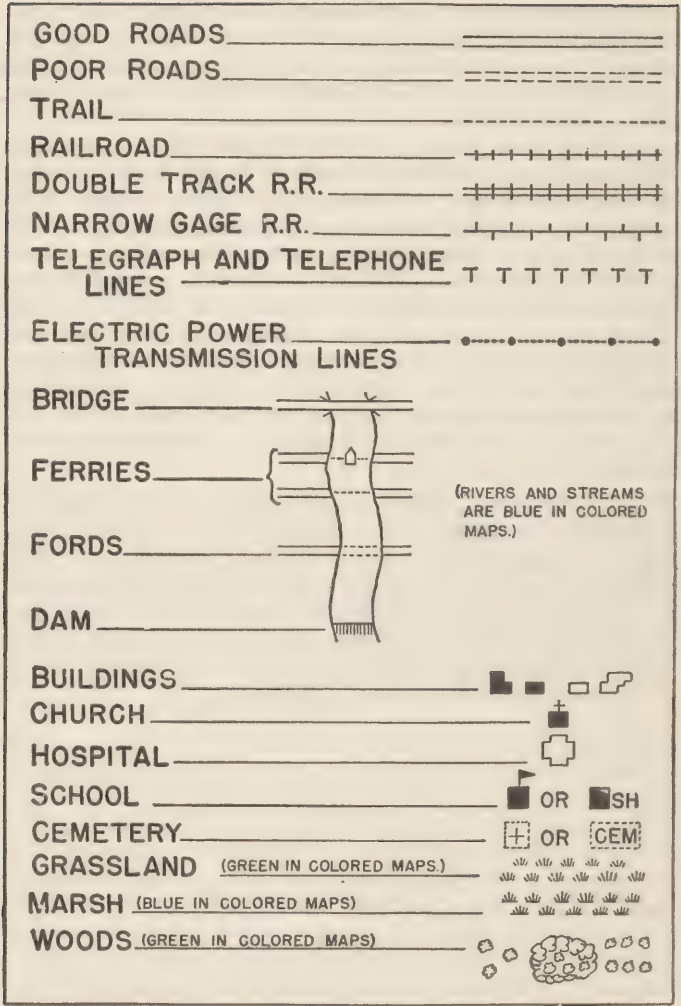 GOOD ROADS
POOR ROADS
TRAIL
RAILROAD
DOUBLE TRACK R.R.
NARROW GAGE R.R.
TELEGRAPH AND TELEPHONE
LINES
T T T T T T T
ELECTRIC POWER
TRANSMISSION LINES
BRIDGE
FERRIES
(RIVERS AND STREAMS
ARE BLUE IN COLORED
MAPS.)
FORDS
DAM
BUILDINGS
CHURCH
HOSPITAL
SCHOOL OR SH
CEMETERY OR CEM
GRASSLAND (GREEN IN COLORED MAPS.)
MARSH (BLUE IN COLORED MAPS)
WOODS (GREEN IN COLORED MAPS)